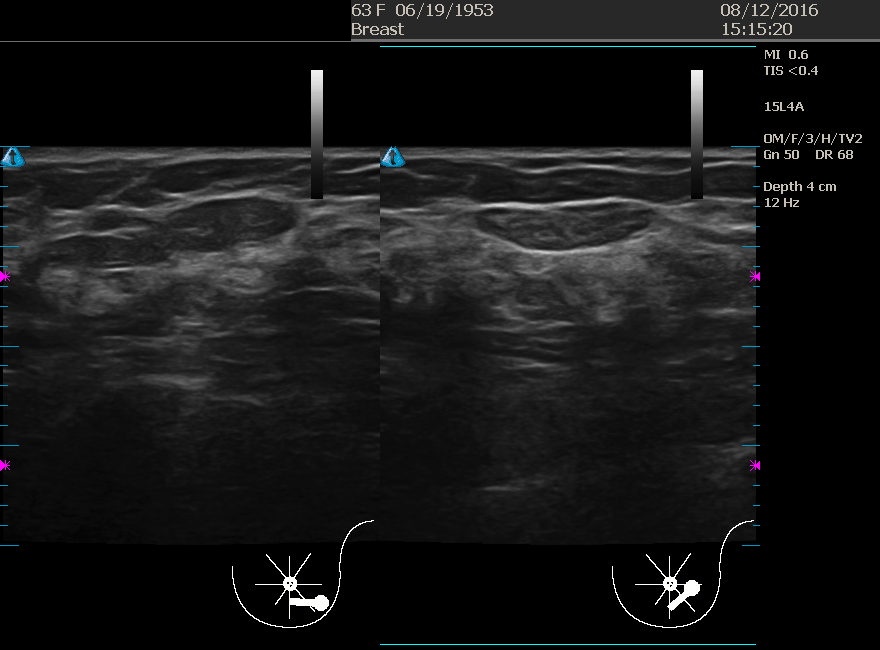 63 F 06/19/1953 08/12/2016
Breast 15:15:20
MI 0.6
TIS <0.4
15L4A
OM/F/3/H/TV2
Gn 50 DR 68
Depth 4 cm
12 Hz